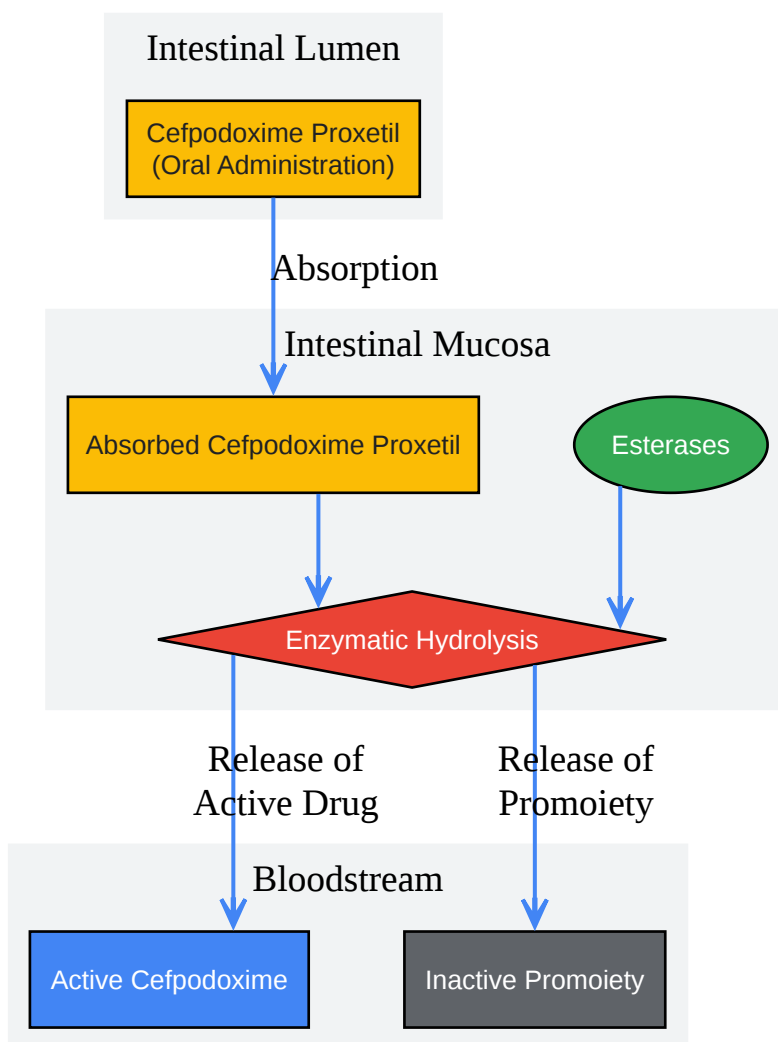 Intestinal Lumen
Cefpodoxime Proxetil
(Oral Administration)
Absorption
Intestinal Mucosa
Absorbed Cefpodoxime Proxetil
Esterases
Enzymatic Hydrolysis
Release of
Active Drug
Release of
Promoiety
Bloodstream
Active Cefpodoxime
Inactive Promoiety